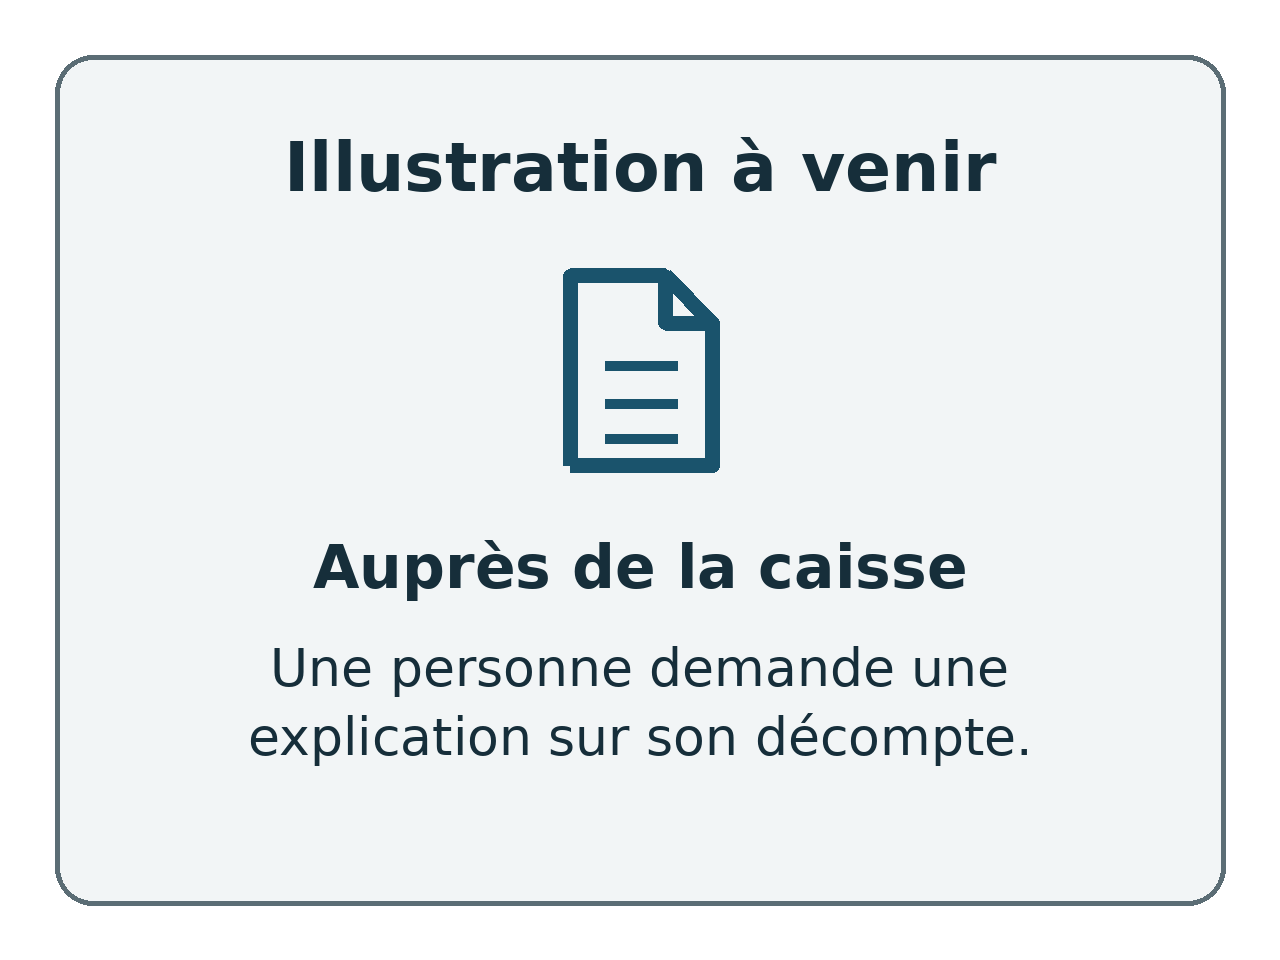 Illustration à venir
Auprès de la caisse
Une personne demande une
explication sur son décompte.